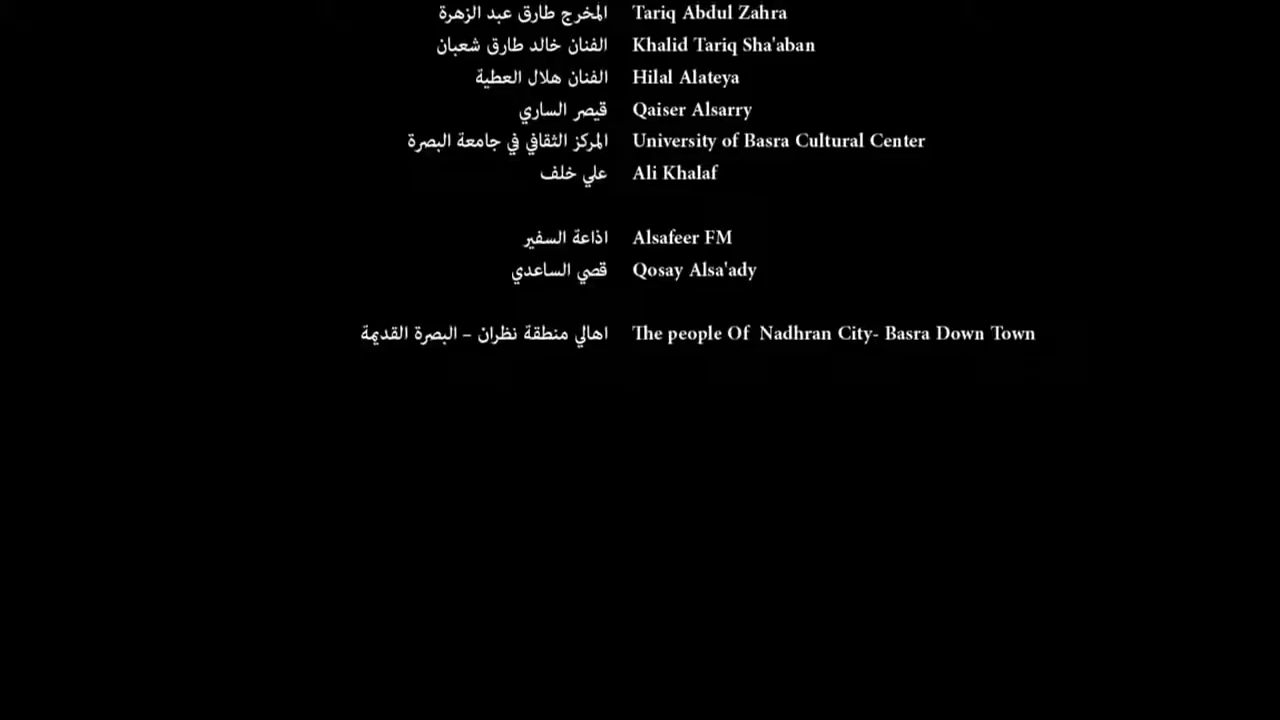 المخرج طارق عبد الزهرة Tariq Abdul Zahra
الفنان خالد طارق شعبان Khalid Tariq Sha'aban
الفنان هلال العطية Hilal Alateya
قيصر الساري Qaiser Alsarry
المركز الثقافي في جامعة البصرة University of Basra Cultural Center
علي خلف Ali Khalaf
اذاعة السفير Alsafeer FM
قصي الساعدي Qosay Alsa'ady
اهالي منطقة نظران – البصرة القديمة The people Of Nadhran City- Basra Down Town